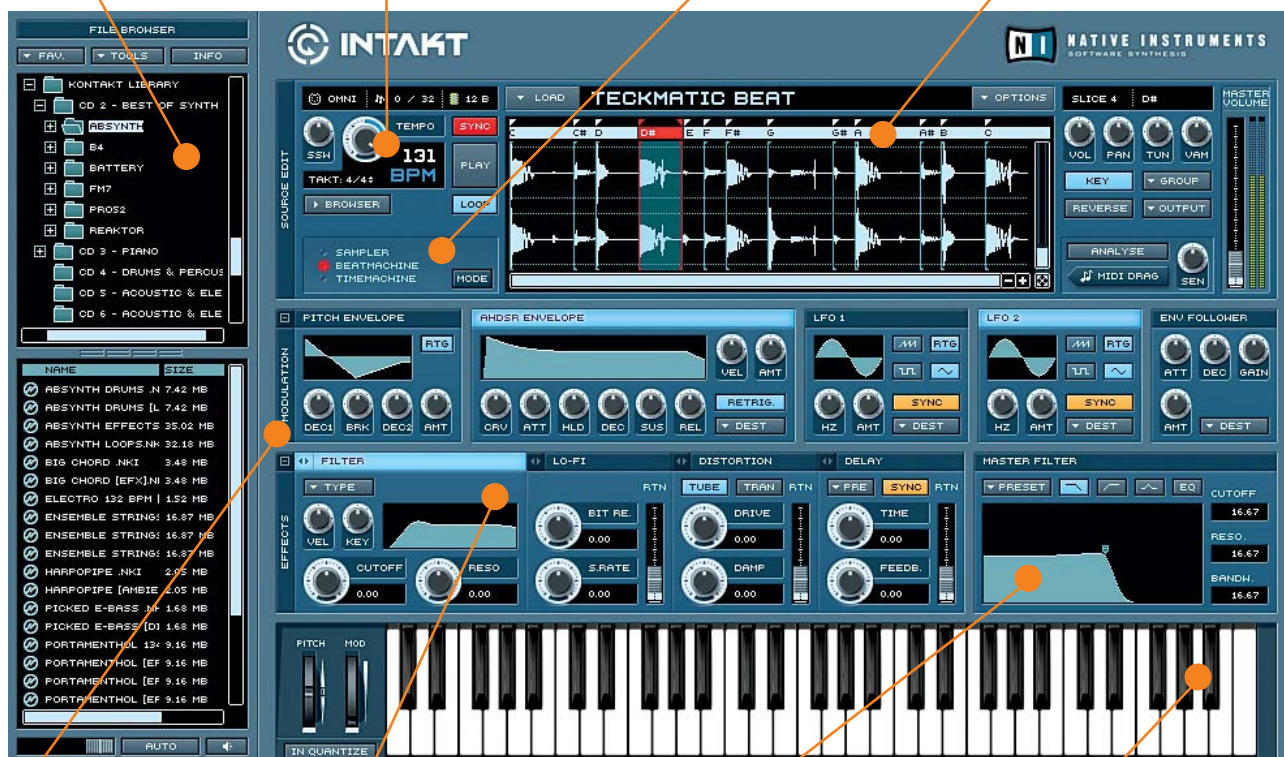 FILE BROWSER
FAV. TOOLS INFO
KONTAKT LIBRARY
CD 2 - BEST OF SYNTH
ABSYNTH
B4
BATTERY
FM7
PROS2
REAKTOR
CD 3 - PIANO
CD 4 - DRUMS & PERCUS
CD 5 - ACOUSTIC & ELE
CD 6 - ACOUSTIC & ELE
NAME SIZE
ABSYNTH DRUMS .N 7.42 MB
ABSYNTH DRUMS [L 7.42 MB
ABSYNTH EFFECTS 35.02 MB
ABSYNTH LOOPS.NK 32.18 MB
BIG CHORD .NKI 3.48 MB
BIG CHORD [EFX].NI 3.48 MB
ELECTRO 132 BPM | 1.52 MB
ENSEMBLE STRINGS 16.87 MB
ENSEMBLE STRINGS 16.87 MB
ENSEMBLE STRINGS 16.87 MB
HARPOPIPE .NKI 2.05 MB
HARPOPIPE [AMBIE 2.05 MB
PICKED E-BASS .NK 1.68 MB
PICKED E-BASS [DI 1.68 MB
PORTAMENTHOL 134 9.16 MB
PORTAMENTHOL [EF 9.16 MB
PORTAMENTHOL [EF 9.16 MB
PORTAMENTHOL [EF 9.16 MB
AUTO
INTAKT
NI NATIVE INSTRUMENTS
SOFTWARE SYNTHESIS
SOURCE EDIT
OMNI 0 / 32 12 B LOAD TECKMATIC BEAT OPTIONS SLICE 4 D# MASTER VOLUME
SSW TEMPO SYNC
131 BPM PLAY
TAKT: 4/4
BROWSER LOOP
SAMPLER
BEATMACHINE
TIMEMACHINE MODE
C C# D D# E F F# G G# A A# B C
VOL PAN TUN VAM
KEY GROUP
REVERSE OUTPUT
ANALYSE
MIDI DRAG SEN
MODULATION
PITCH ENVELOPE AHDSR ENVELOPE LFO 1 LFO 2 ENV FOLLOWER
RTG
DEC1 BRK DEC2 AMT
VEL AMT
RETRIG.
CRV ATT HLD DEC SUS REL DEST
RTG
SYNC
HZ AMT DEST
RTG
SYNC
HZ AMT DEST
ATT DEC GAIN
AMT DEST
EFFECTS
FILTER LO-FI DISTORTION DELAY MASTER FILTER
TYPE
VEL KEY
CUTOFF 0.00 RESO 0.00
RTN
BIT RE. 0.00
S.RATE 0.00
TUBE TRAN RTN
DRIVE 0.00
DAMP 0.00
PRE SYNC RTN
TIME 0.00
FEEDB. 0.00
PRESET EQ
CUTOFF
16.67
RESO.
16.67
BANDW.
16.67
PITCH MOD
IN QUANTIZE